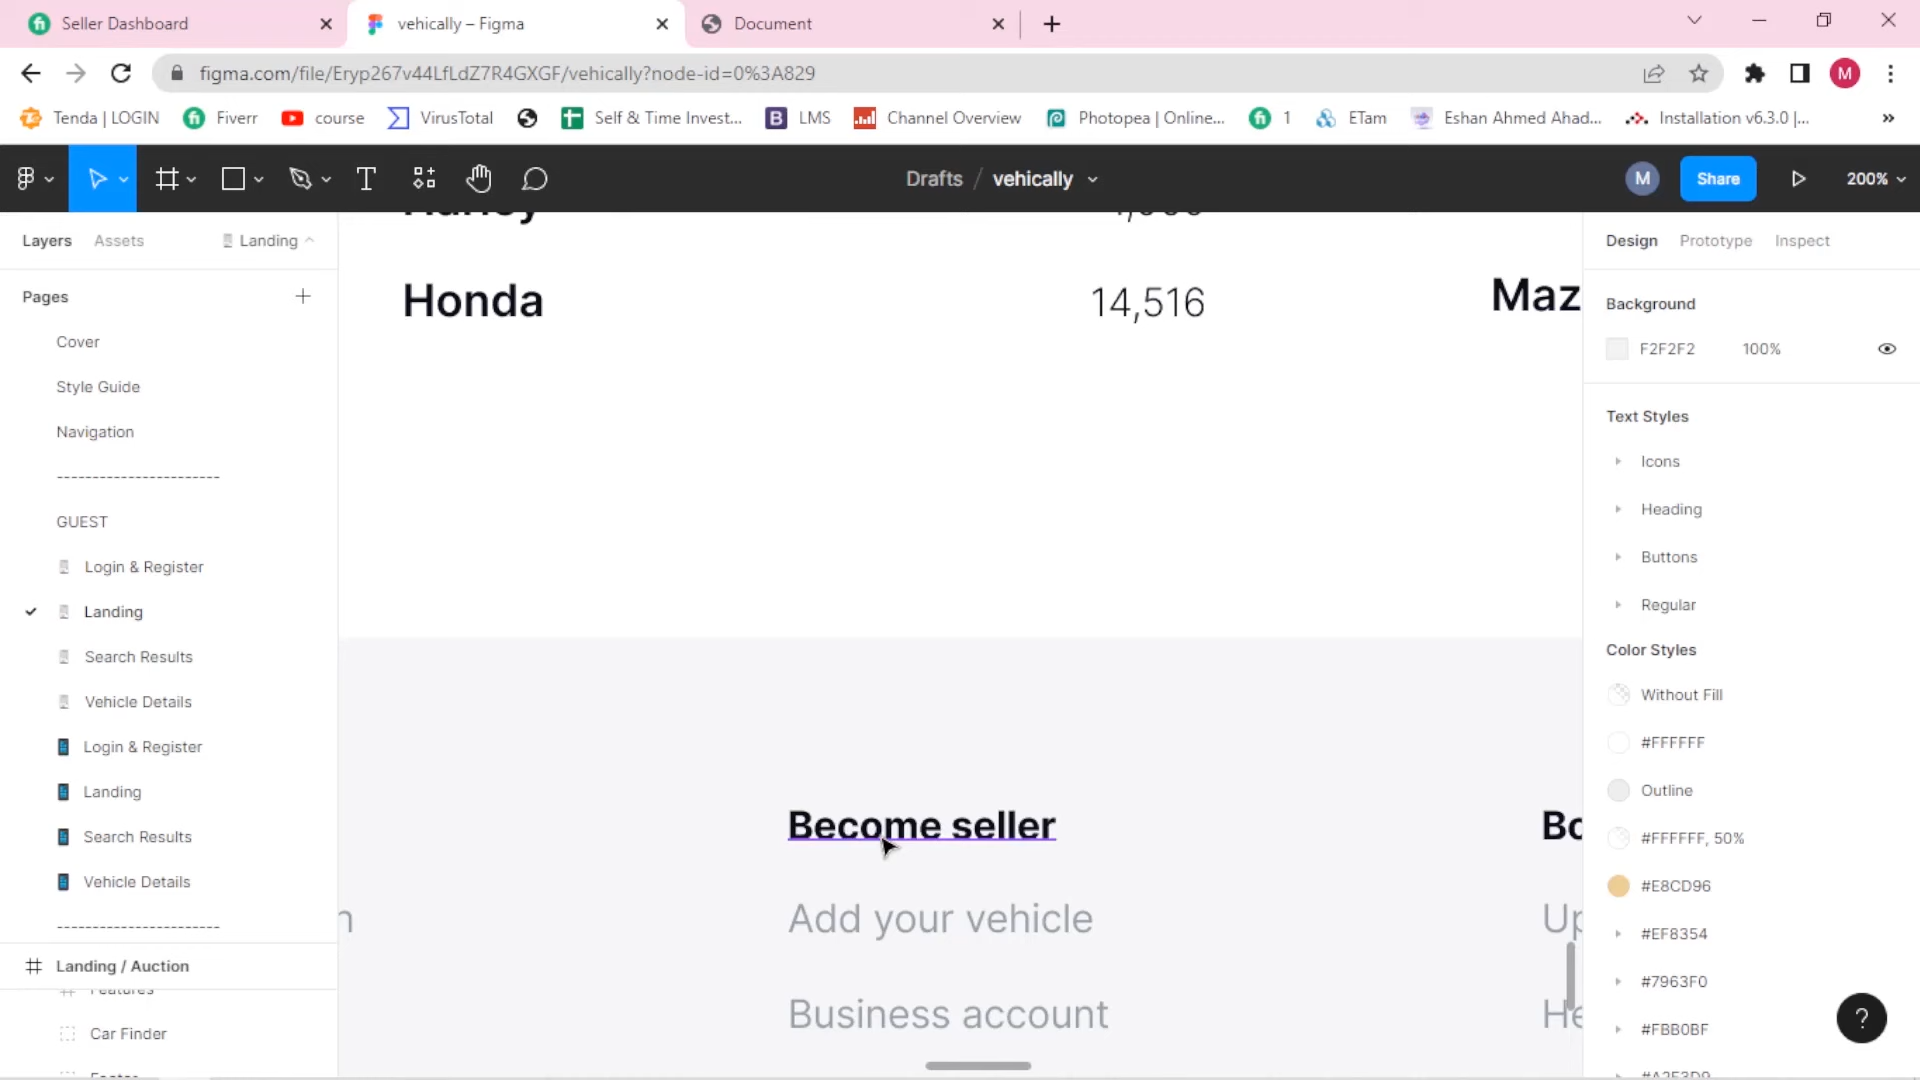 Seller Dashboard
vehically – Figma
Document
figma.com/file/Eryp267v44LfLdZ7R4GXGF/vehically?node-id=0%3A829
M
Tenda | LOGIN
Fiverr
course
VirusTotal
Self & Time Invest...
LMS
Channel Overview
Photopea | Online...
1
ETam
Eshan Ahmed Ahad...
Installation v6.3.0 |...
»
Drafts / vehically
M
Share
200%
Layers
Assets
Landing
Pages
Cover
Style Guide
Navigation
-----------------------
GUEST
Login & Register
Landing
Search Results
Vehicle Details
Login & Register
Landing
Search Results
Vehicle Details
-----------------------
Landing / Auction
Features
Car Finder
Footer
Honda
14,516
Maz
Become seller
Add your vehicle
Business account
n
Bo
Up
He
Design
Prototype
Inspect
Background
F2F2F2
100%
Text Styles
Icons
Heading
Buttons
Regular
Color Styles
Without Fill
#FFFFFF
Outline
#FFFFFF, 50%
#E8CD96
#EF8354
#7963F0
#FBB0BF
?